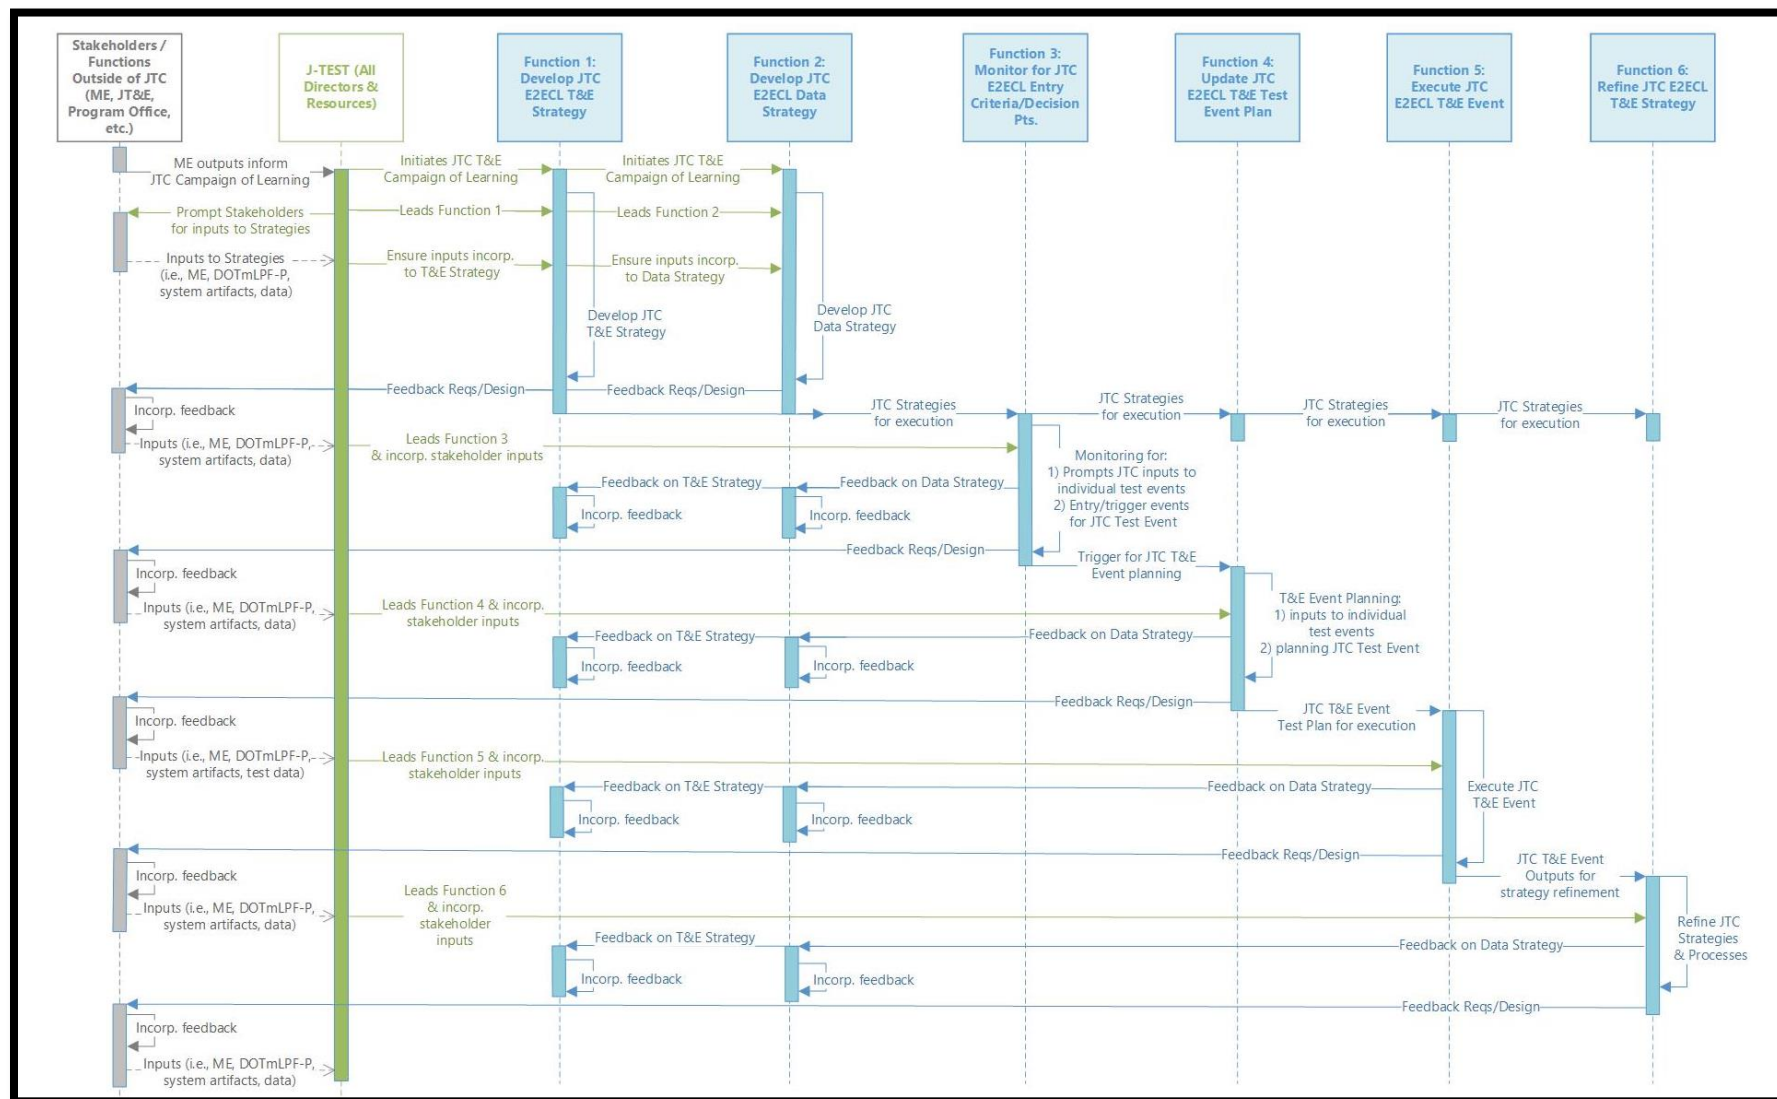 Stakeholders /
Functions
Outside of JTC
(ME, JT&E,
Program Office,
etc.)
J-TEST (All
Directors &
Resources)
Function 1:
Develop JTC
E2ECL T&E
Strategy
Function 2:
Develop JTC
E2ECL Data
Strategy
Function 3:
Monitor for JTC
E2ECL Entry
Criteria/Decision
Pts.
Function 4:
Update JTC
E2ECL T&E Test
Event Plan
Function 5:
Execute JTC
E2ECL T&E Event
Function 6:
Refine JTC E2ECL
T&E Strategy
ME outputs inform
JTC Campaign of Learning
Initiates JTC T&E
Campaign of Learning
Initiates JTC T&E
Campaign of Learning
Prompt Stakeholders
for inputs to Strategies
Leads Function 1
Leads Function 2
Inputs to Strategies
(i.e., ME, DOTmLPF-P,
system artifacts, data)
Ensure inputs incorp.
to T&E Strategy
Ensure inputs incorp.
to Data Strategy
Develop JTC
T&E Strategy
Develop JTC
Data Strategy
Feedback Reqs/Design
Feedback Reqs/Design
Incorp. feedback
JTC Strategies
for execution
JTC Strategies
for execution
JTC Strategies
for execution
JTC Strategies
for execution
Inputs (i.e., ME, DOTmLPF-P,
system artifacts, data)
Leads Function 3
& incorp. stakeholder inputs
Monitoring for:
1) Prompts JTC inputs to
individual test events
2) Entry/trigger events
for JTC Test Event
Feedback on T&E Strategy
Feedback on Data Strategy
Incorp. feedback
Incorp. feedback
Feedback Reqs/Design
Trigger for JTC T&E
Event planning
Incorp. feedback
Inputs (i.e., ME, DOTmLPF-P,
system artifacts, data)
Leads Function 4 & incorp.
stakeholder inputs
T&E Event Planning:
1) inputs to individual
test events
2) planning JTC Test Event
Feedback on T&E Strategy
Feedback on Data Strategy
Incorp. feedback
Incorp. feedback
Feedback Reqs/Design
JTC T&E Event
Test Plan for execution
Incorp. feedback
Inputs (i.e., ME, DOTmLPF-P,
system artifacts, test data)
Leads Function 5 & incorp.
stakeholder inputs
Feedback on T&E Strategy
Feedback on Data Strategy
Execute JTC
T&E Event
Incorp. feedback
Incorp. feedback
Feedback Reqs/Design
JTC T&E Event
Outputs for
strategy refinement
Incorp. feedback
Inputs (i.e., ME, DOTmLPF-P,
system artifacts, data)
Leads Function 6
& incorp.
stakeholder
inputs
Refine JTC
Strategies
& Processes
Feedback on T&E Strategy
Feedback on Data Strategy
Incorp. feedback
Incorp. feedback
Feedback Reqs/Design
Incorp. feedback
Inputs (i.e., ME, DOTmLPF-P,
system artifacts, data)